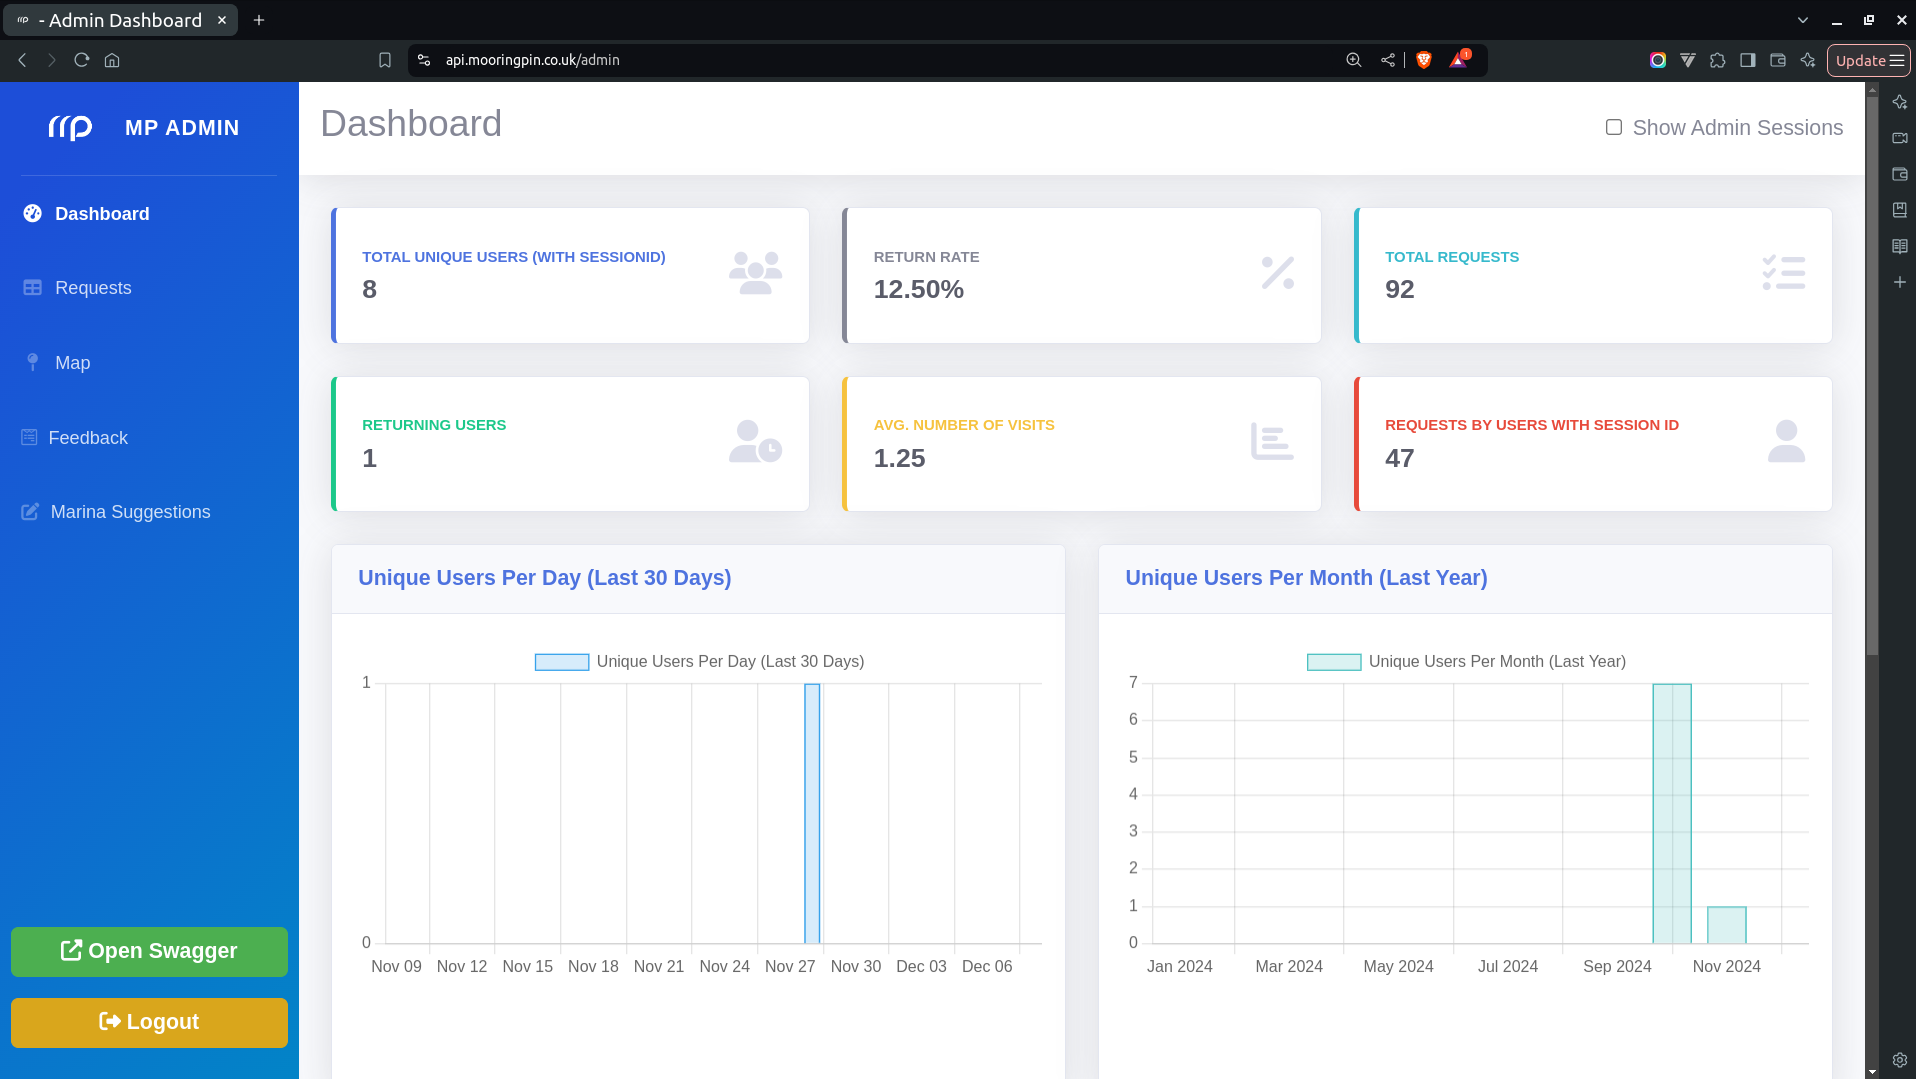 - Admin Dashboard
api.mooringpin.co.uk/admin
1
Update
MP ADMIN
Dashboard
Requests
Map
Feedback
Marina Suggestions
Open Swagger
Logout
Dashboard
Show Admin Sessions
TOTAL UNIQUE USERS (WITH SESSIONID)
8
RETURN RATE
12.50%
TOTAL REQUESTS
92
RETURNING USERS
1
AVG. NUMBER OF VISITS
1.25
REQUESTS BY USERS WITH SESSION ID
47
Unique Users Per Day (Last 30 Days)
Unique Users Per Day (Last 30 Days)
1
0
Nov 09 Nov 12 Nov 15 Nov 18 Nov 21 Nov 24 Nov 27 Nov 30 Dec 03 Dec 06
Unique Users Per Month (Last Year)
Unique Users Per Month (Last Year)
7
6
5
4
3
2
1
0
Jan 2024 Mar 2024 May 2024 Jul 2024 Sep 2024 Nov 2024